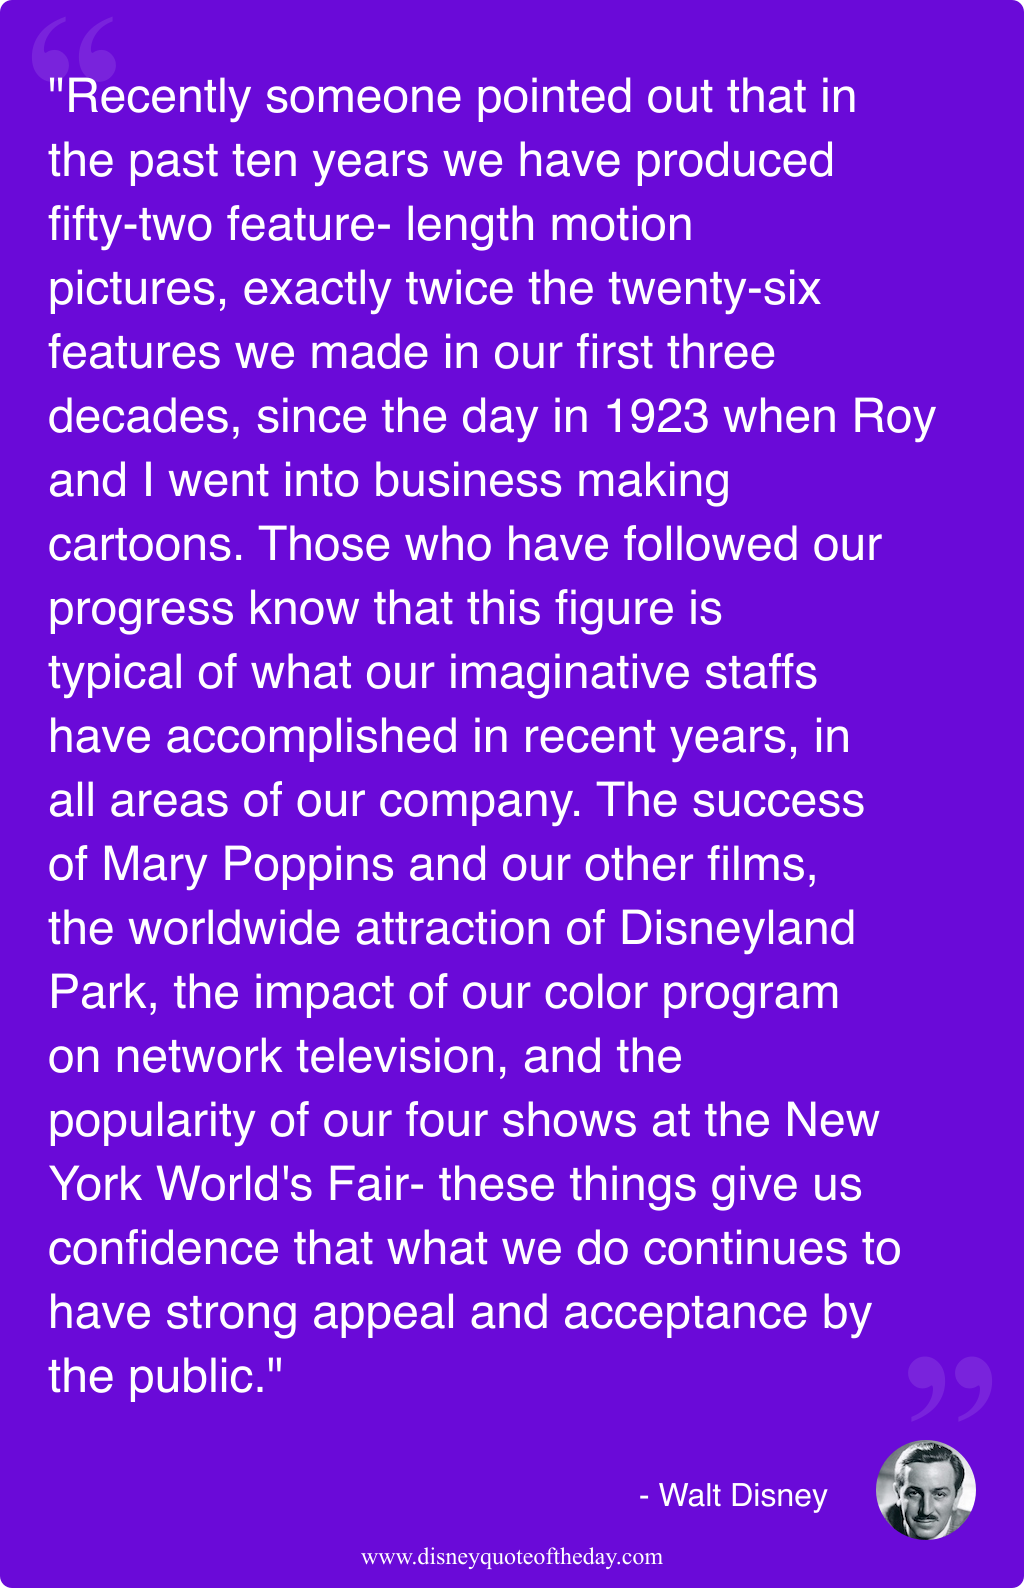 "Recently someone pointed out that in
the past ten years we have produced
fifty-two feature- length motion
pictures, exactly twice the twenty-six
features we made in our first three
decades, since the day in 1923 when Roy
and I went into business making
cartoons. Those who have followed our
progress know that this figure is
typical of what our imaginative staffs
have accomplished in recent years, in
all areas of our company. The success
of Mary Poppins and our other films,
the worldwide attraction of Disneyland
Park, the impact of our color program
on network television, and the
popularity of our four shows at the New
York World's Fair- these things give us
confidence that what we do continues to
have strong appeal and acceptance by
the public."
- Walt Disney
www.disneyquoteoftheday.com